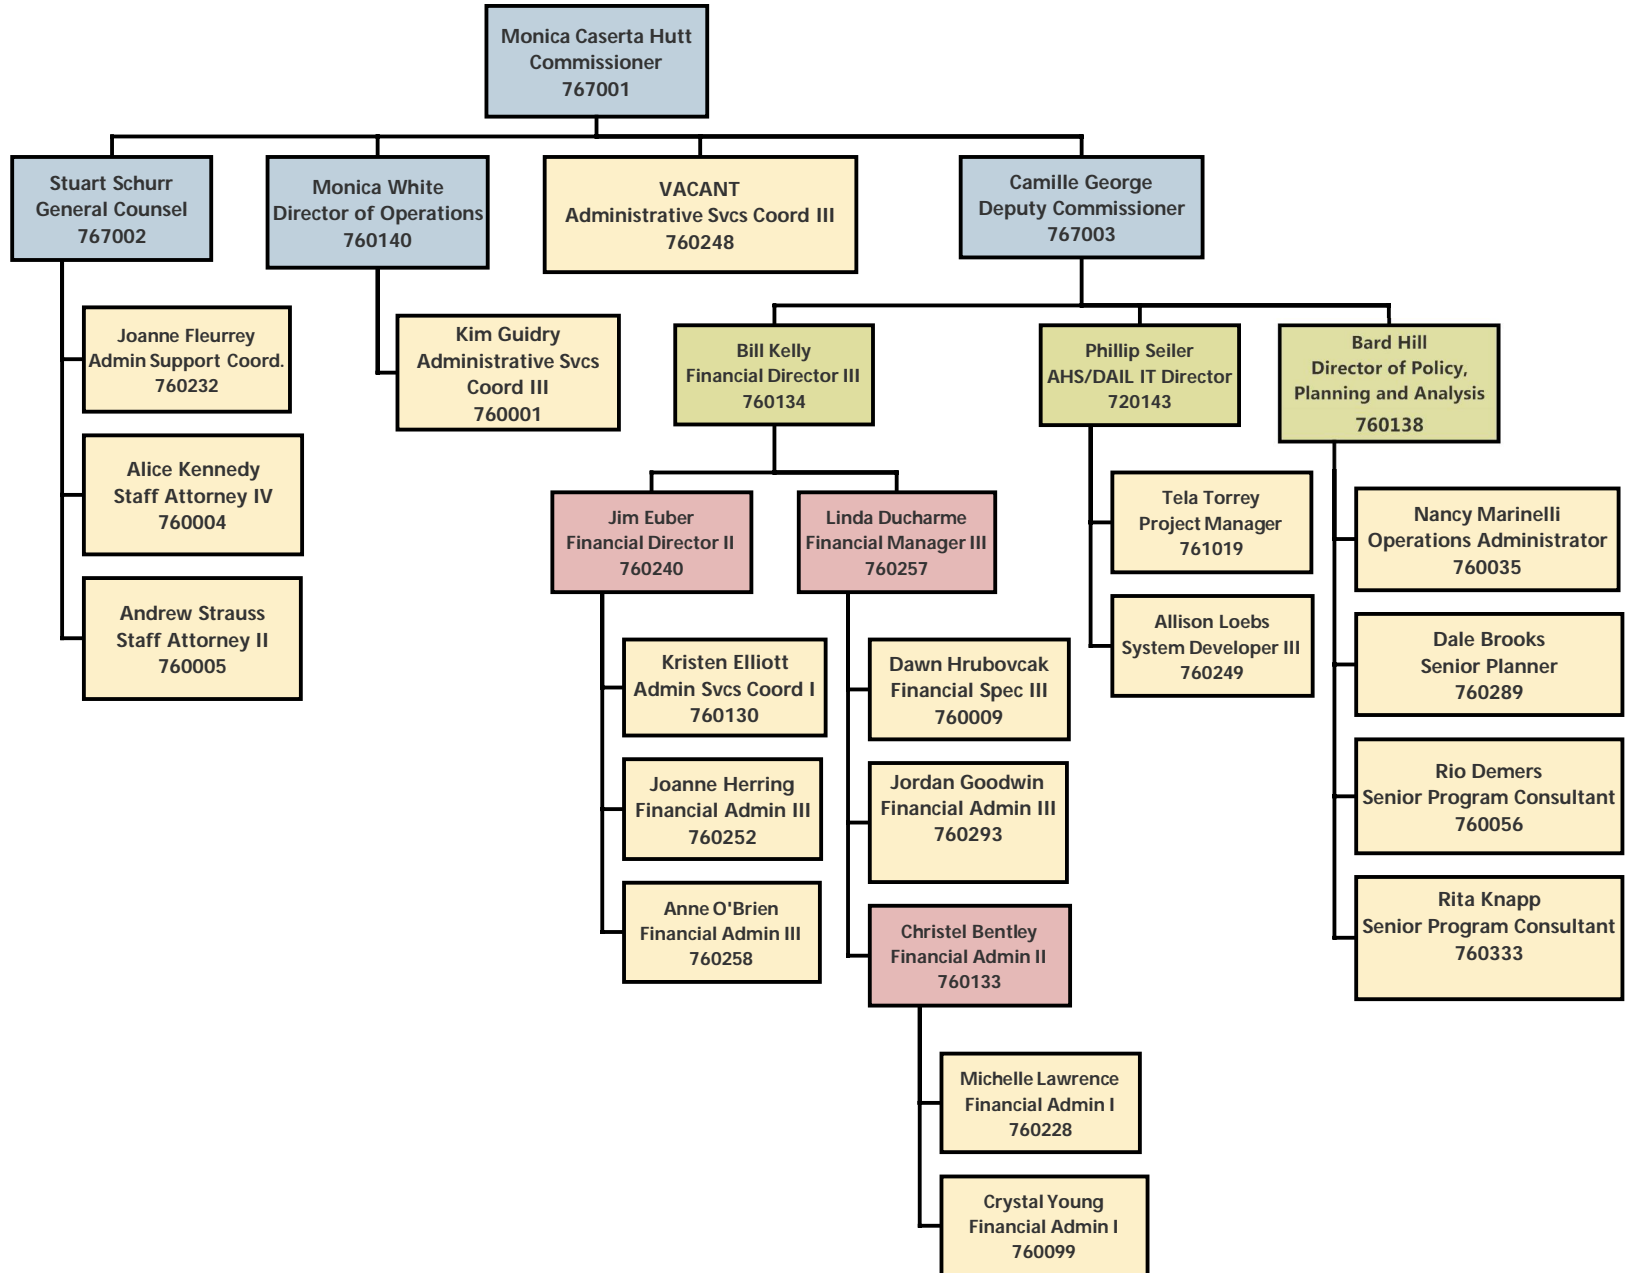 Monica Caserta Hutt
Commissioner
767001
Stuart Schurr
General Counsel
767002
Monica White
Director of Operations
760140
VACANT
Administrative Svcs Coord III
760248
Camille George
Deputy Commissioner
767003
Joanne Fleurrey
Admin Support Coord.
760232
Alice Kennedy
Staff Attorney IV
760004
Andrew Strauss
Staff Attorney II
760005
Kim Guidry
Administrative Svcs
Coord III
760001
Bill Kelly
Financial Director III
760134
Phillip Seiler
AHS/DAIL IT Director
720143
Bard Hill
Director of Policy,
Planning and Analysis
760138
Jim Euber
Financial Director II
760240
Linda Ducharme
Financial Manager III
760257
Kristen Elliott
Admin Svcs Coord I
760130
Joanne Herring
Financial Admin III
760252
Anne O'Brien
Financial Admin III
760258
Dawn Hrubovcak
Financial Spec III
760009
Jordan Goodwin
Financial Admin III
760293
Christel Bentley
Financial Admin II
760133
Michelle Lawrence
Financial Admin I
760228
Crystal Young
Financial Admin I
760099
Tela Torrey
Project Manager
761019
Allison Loebs
System Developer III
760249
Nancy Marinelli
Operations Administrator
760035
Dale Brooks
Senior Planner
760289
Rio Demers
Senior Program Consultant
760056
Rita Knapp
Senior Program Consultant
760333